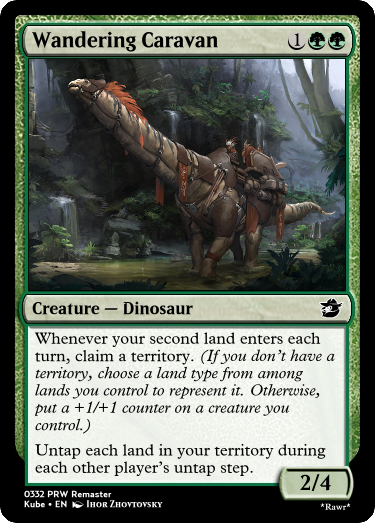 Wandering Caravan 1
Creature — Dinosaur
Whenever your second land enters each
turn, claim a territory. (If you don't have a
territory, choose a land type from among
lands you control to represent it. Otherwise,
put a +1/+1 counter on a creature you
control.)
Untap each land in your territory during
each other player's untap step.
2/4
0332 PRW Remaster
Kube • EN Ihor Zhovtovsky
*Rawr*